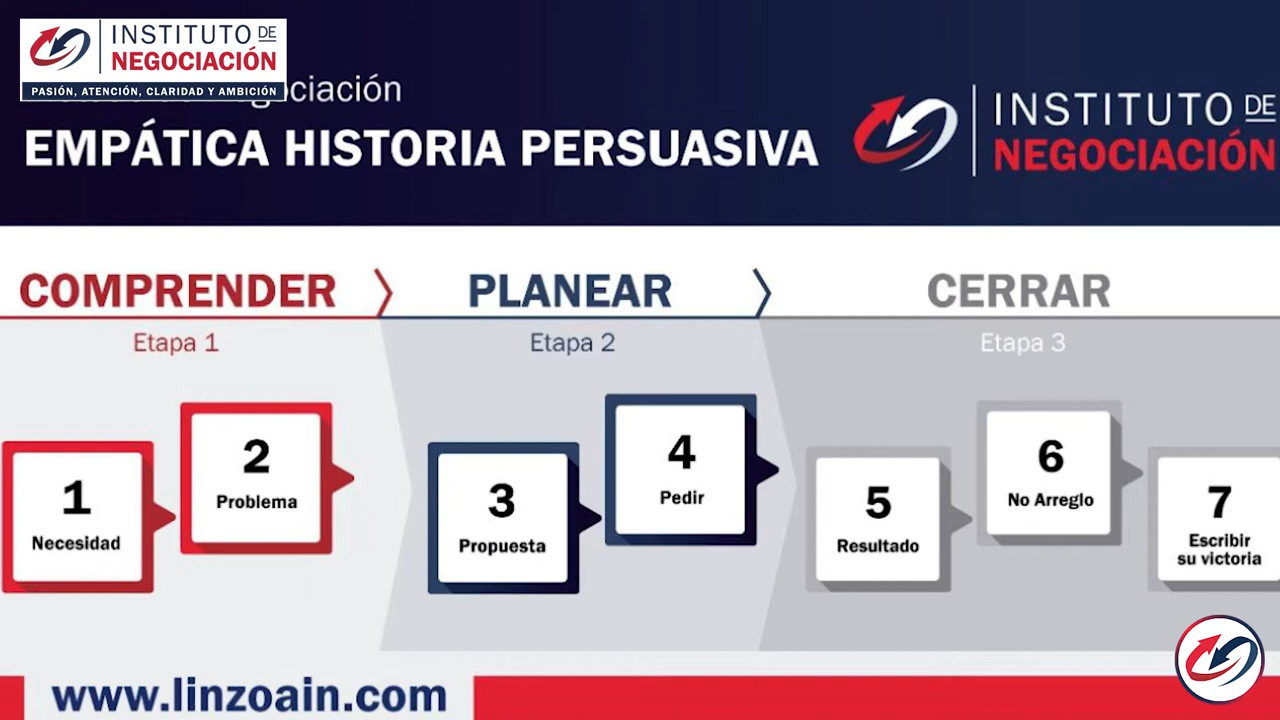 INSTITUTO DE
NEGOCIACIÓN
PASIÓN, ATENCIÓN, CLARIDAD Y AMBICIÓN
EMPÁTICA HISTORIA PERSUASIVA
INSTITUTO DE
NEGOCIACIÓN
COMPRENDER
PLANEAR
CERRAR
Etapa 1
Etapa 2
Etapa 3
1
Necesidad
2
Problema
3
Propuesta
4
Pedir
5
Resultado
6
No Arreglo
7
Escribir
su victoria
www.linzoain.com